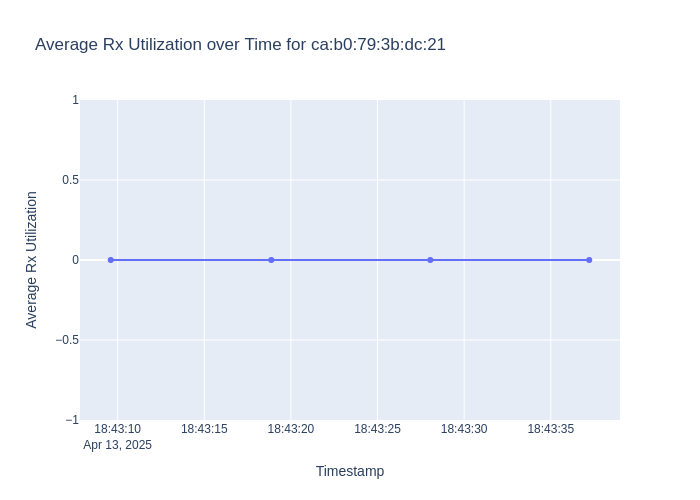 Average Rx Utilization over Time for ca:b0:79:3b:dc:21
1
0.5
0
−0.5
−1
Average Rx Utilization
18:43:10 18:43:15 18:43:20 18:43:25 18:43:30 18:43:35
Apr 13, 2025
Timestamp